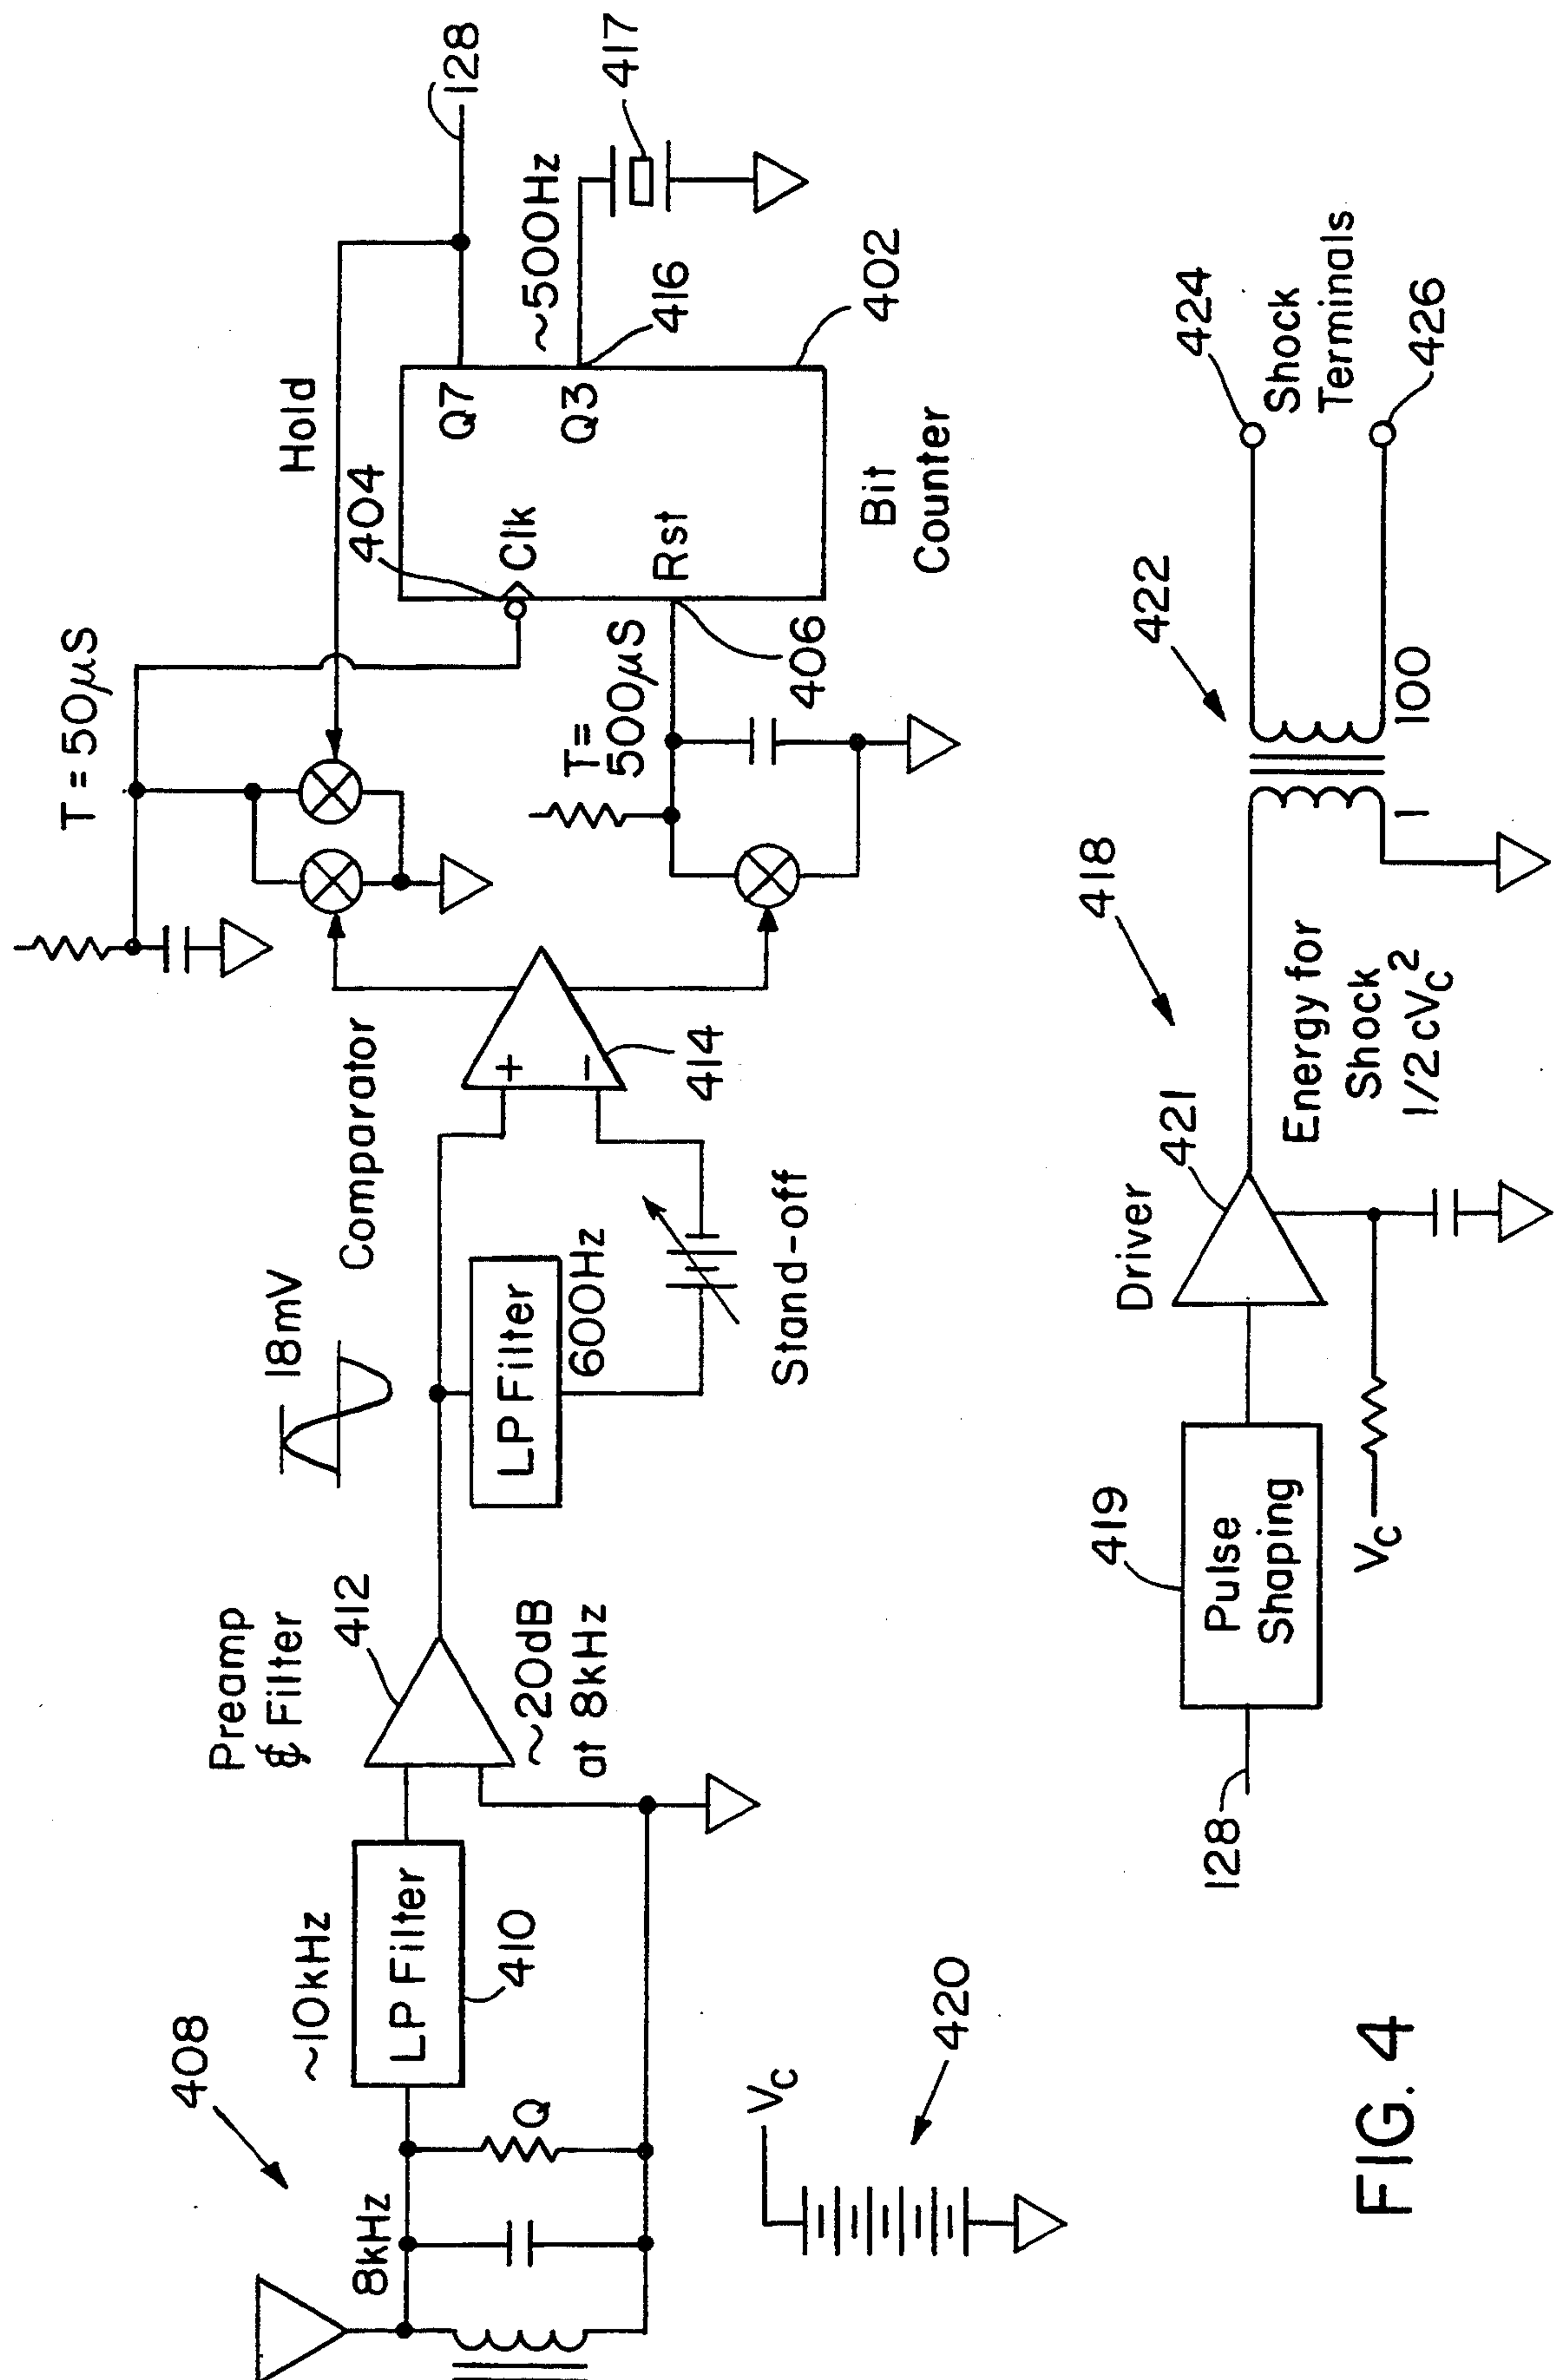 408
8kHz
Q
~10kHz
LP Filter
410
Preamp
& Filter
412
~20dB
at 8kHz
18mV
LP Filter
600Hz
Stand-off
Comparator
+
−
414
T = 50µS
T =
500µS
Hold
404
Clk
Rst
406
Q7
Q3
Bit
Counter
402
416
~500Hz
417
128
Vc
420
128
419
Pulse
Shaping
Vc
Driver
421
418
Energy for
Shock
1/2cVc²
422
1
100
424
Shock
Terminals
426
FIG. 4